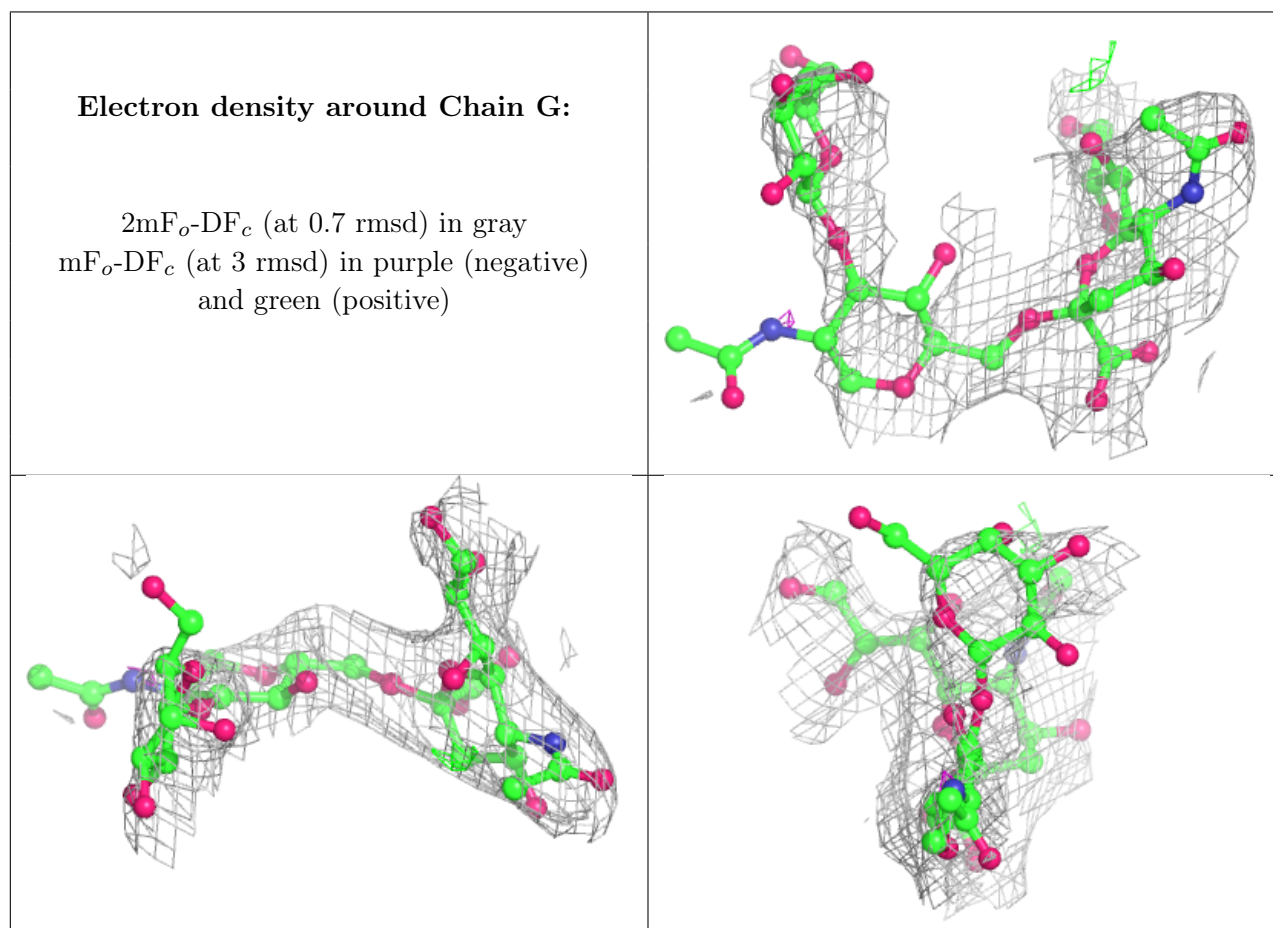 Electron density around Chain G:
2mFₒ-DF𝒸 (at 0.7 rmsd) in gray
mFₒ-DF𝒸 (at 3 rmsd) in purple (negative)
and green (positive)